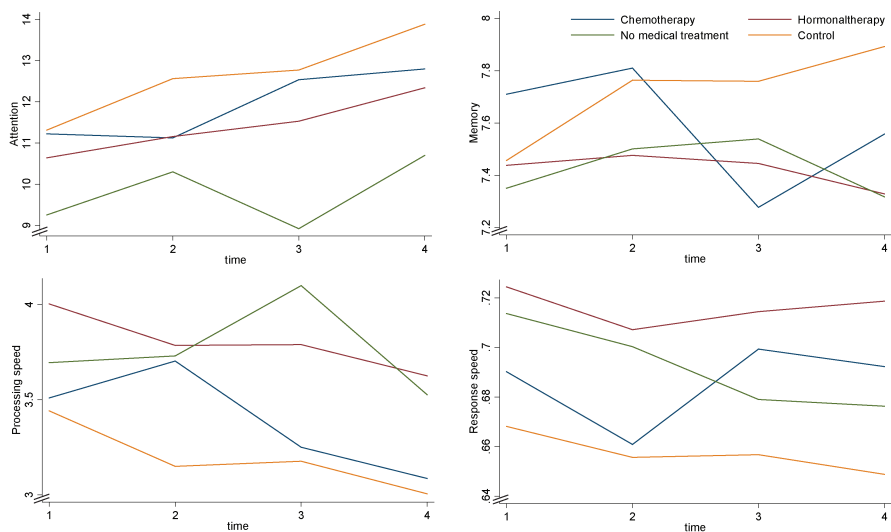 Attention
14
13
12
11
10
9
1 2 3 4
time
Chemotherapy Hormonaltherapy
No medical treatment Control
Memory
8
7.8
7.6
7.4
7.2
1 2 3 4
time
Processing speed
4
3.5
3
1 2 3 4
time
Response speed
.72
.7
.68
.66
.64
1 2 3 4
time